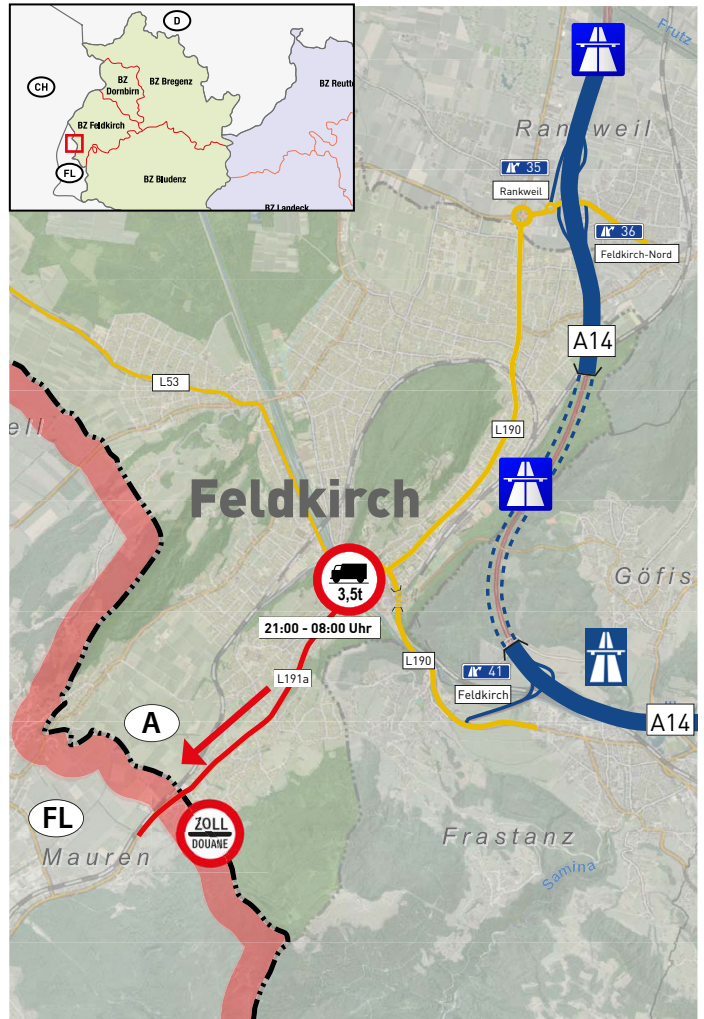 D
BZ Bregenz
BZ
Dornbirn
CH
BZ Reutt
BZ Feldkirch
FL
BZ Bludenz
BZ Landeck
Frutz
Rankweil
35
Rankweil
36
Feldkirch-Nord
A14
L53
L190
ell
Feldkirch
Göfis
3,5t
21:00 - 08:00 Uhr
L190
L191a
41
Feldkirch
A
A14
FL
ZOLL
DOUANE
Mauren
Frastanz
Samina